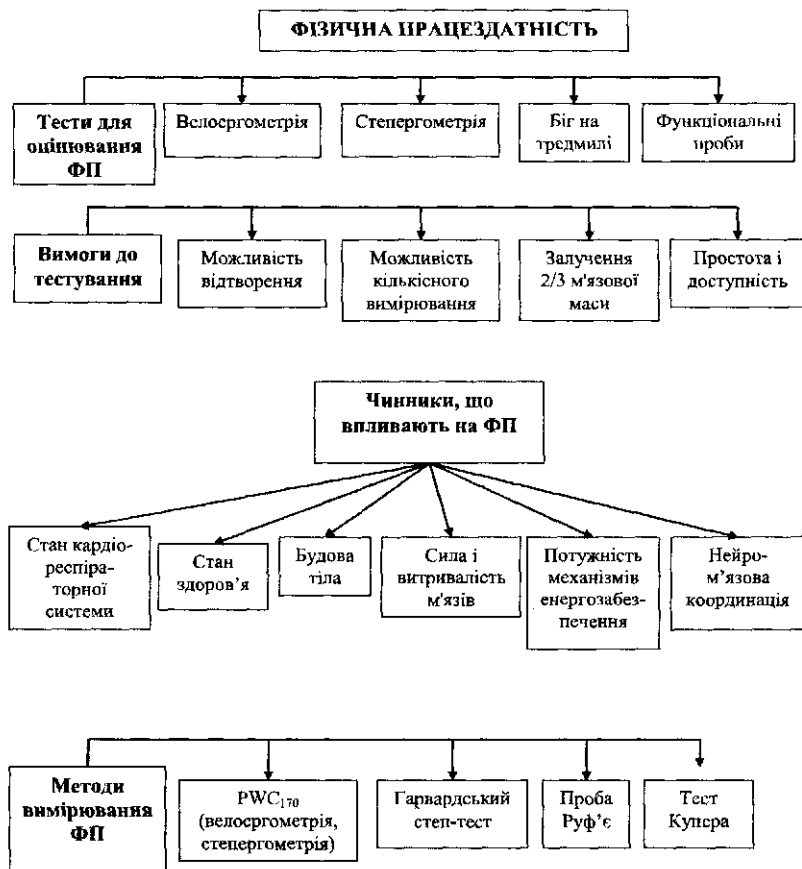 ФІЗИЧНА ПРАЦЕЗДАТНІСТЬ
Тести для
оцінювання
ФП
Велоергометрія
Степергометрія
Біг на
тредмилі
Функціональні
проби
Вимоги до
тестування
Можливість
відтворення
Можливість
кількісного
вимірювання
Залучення
2/3 м'язової
маси
Простота і
доступність
Чинники, що
впливають на ФП
Стан кардіо-
респіра-
торної
системи
Стан
здоров'я
Будова
тіла
Сила і
витривалість
м'язів
Потужність
механізмів
енергозабез-
печення
Нейро-
м'язова
координація
Методи
вимірювання
ФП
PWC₁₇₀
(велоергометрія,
степергометрія)
Гарвардський
степ-тест
Проба
Руф'є
Тест
Купера